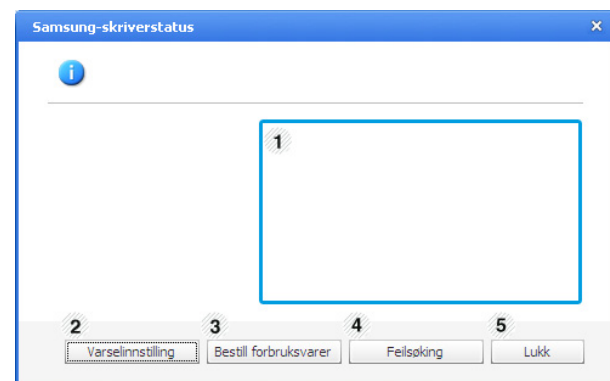 Samsung-skriverstatus
1
2 3 4 5
Varselinnstilling Bestill forbruksvarer Feilsøking Lukk